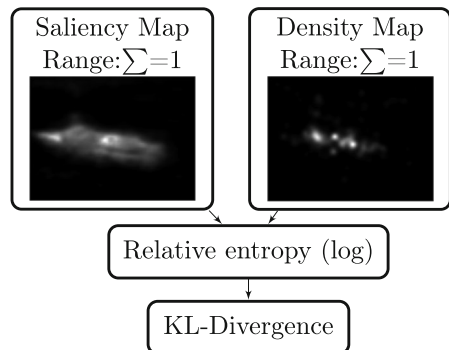 Saliency Map
Range:∑=1
Density Map
Range:∑=1
Relative entropy (log)
KL-Divergence